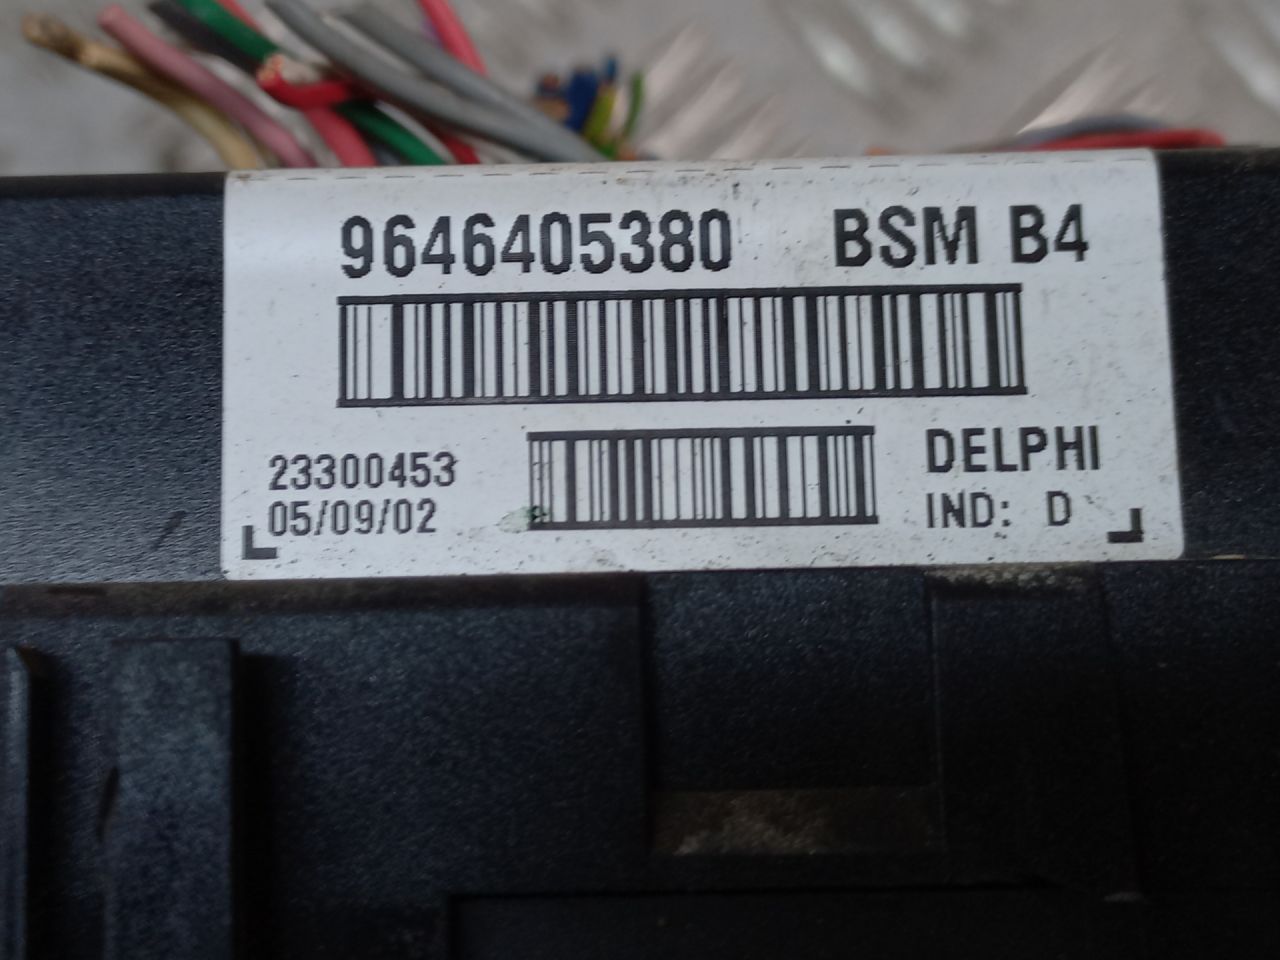 9646405380 BSM B4
23300453 DELPHI
05/09/02 IND: D